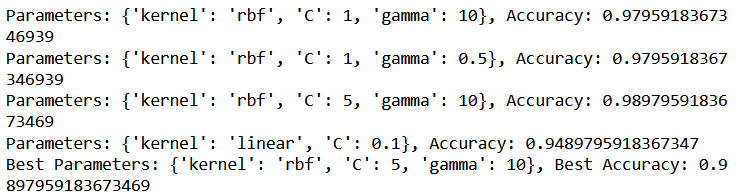 Parameters: {'kernel': 'rbf', 'C': 1, 'gamma': 10}, Accuracy: 0.97959183673
46939
Parameters: {'kernel': 'rbf', 'C': 1, 'gamma': 0.5}, Accuracy: 0.9795918367
346939
Parameters: {'kernel': 'rbf', 'C': 5, 'gamma': 10}, Accuracy: 0.98979591836
73469
Parameters: {'kernel': 'linear', 'C': 0.1}, Accuracy: 0.9489795918367347
Best Parameters: {'kernel': 'rbf', 'C': 5, 'gamma': 10}, Best Accuracy: 0.9
897959183673469